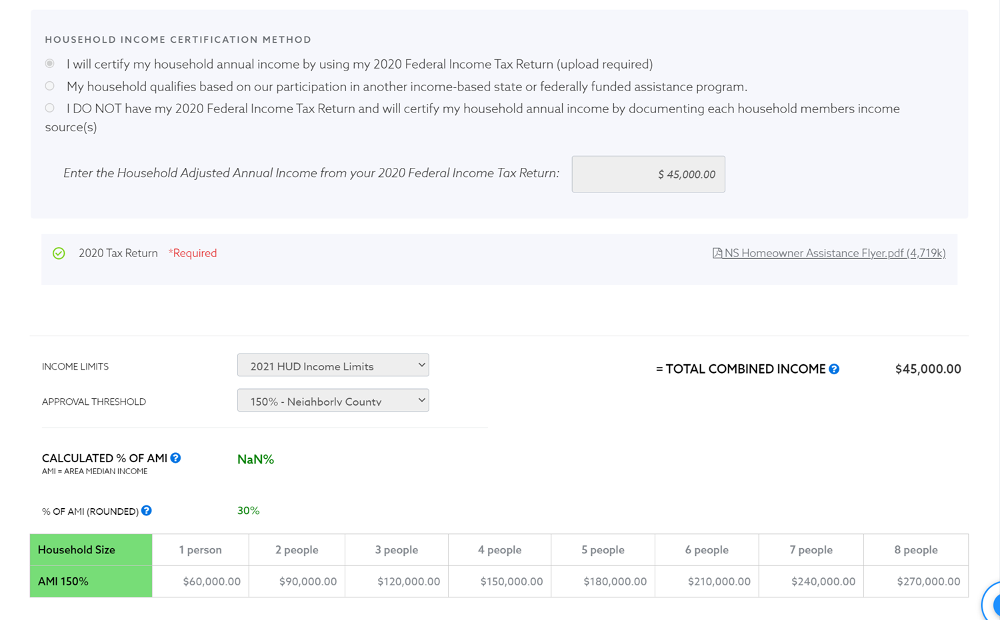 HOUSEHOLD INCOME CERTIFICATION METHOD
I will certify my household annual income by using my 2020 Federal Income Tax Return (upload required)
My household qualifies based on our participation in another income-based state or federally funded assistance program.
I DO NOT have my 2020 Federal Income Tax Return and will certify my household annual income by documenting each household members income
source(s)
Enter the Household Adjusted Annual Income from your 2020 Federal Income Tax Return: $ 45,000.00
2020 Tax Return *Required NS Homeowner Assistance Flyer.pdf (4,719k)
INCOME LIMITS 2021 HUD Income Limits = TOTAL COMBINED INCOME ? $45,000.00
APPROVAL THRESHOLD 150% - Neighborly County
CALCULATED % OF AMI ? NaN%
AMI = AREA MEDIAN INCOME
% OF AMI (ROUNDED) ? 30%
Household Size 1 person 2 people 3 people 4 people 5 people 6 people 7 people 8 people
AMI 150% $60,000.00 $90,000.00 $120,000.00 $150,000.00 $180,000.00 $210,000.00 $240,000.00 $270,000.00